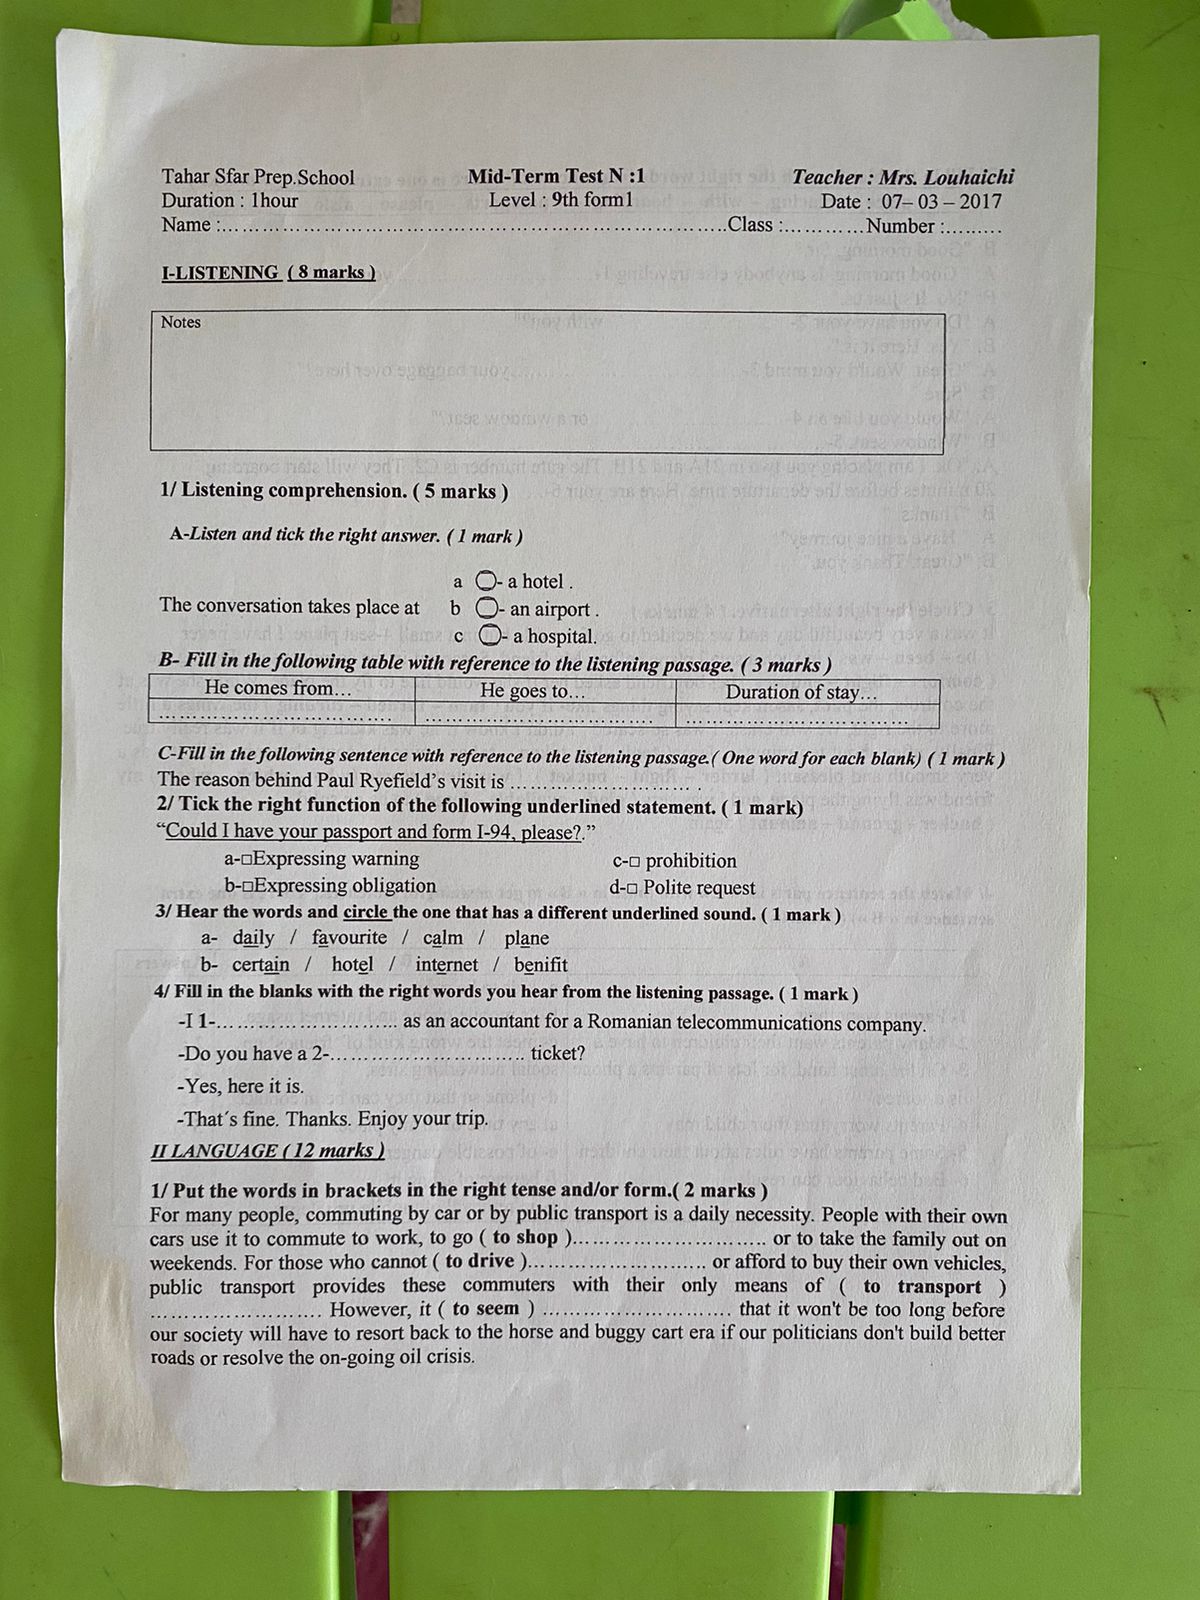 Tahar Sfar Prep.School Mid-Term Test N :1 Teacher : Mrs. Louhaichi
Duration : 1hour Level : 9th form1 Date : 07– 03 – 2017
Name :………………………………………………………………………..Class :…………Number :………
I-LISTENING ( 8 marks )
Notes
1/ Listening comprehension. ( 5 marks )
A-Listen and tick the right answer. ( 1 mark )
a - a hotel .
The conversation takes place at b - an airport .
c - a hospital.
B- Fill in the following table with reference to the listening passage. ( 3 marks )
He comes from… He goes to… Duration of stay…
………………………………. ………………………………. ………………………………
C-Fill in the following sentence with reference to the listening passage.( One word for each blank) ( 1 mark )
The reason behind Paul Ryefield’s visit is ……………………… .
2/ Tick the right function of the following underlined statement. ( 1 mark)
“Could I have your passport and form I-94, please?.”
a-□Expressing warning c-□ prohibition
b-□Expressing obligation d-□ Polite request
3/ Hear the words and circle the one that has a different underlined sound. ( 1 mark )
a- daily / favourite / calm / plane
b- certain / hotel / internet / benifit
4/ Fill in the blanks with the right words you hear from the listening passage. ( 1 mark )
-I 1-……………………….. as an accountant for a Romanian telecommunications company.
-Do you have a 2-………………………….. ticket?
-Yes, here it is.
-That´s fine. Thanks. Enjoy your trip.
II LANGUAGE ( 12 marks )
1/ Put the words in brackets in the right tense and/or form.( 2 marks )
For many people, commuting by car or by public transport is a daily necessity. People with their own
cars use it to commute to work, to go ( to shop )………………………….. or to take the family out on
weekends. For those who cannot ( to drive )……………………….. or afford to buy their own vehicles,
public transport provides these commuters with their only means of ( to transport )
………………………. However, it ( to seem ) ………………………….. that it won't be too long before
our society will have to resort back to the horse and buggy cart era if our politicians don't build better
roads or resolve the on-going oil crisis.